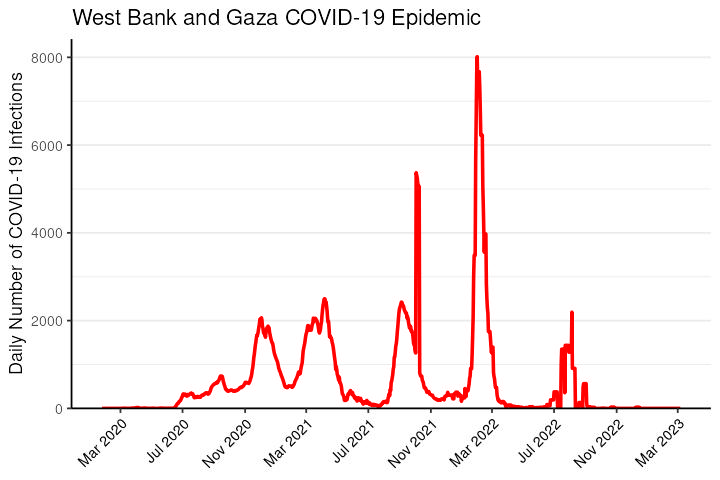 West Bank and Gaza COVID-19 Epidemic
Daily Number of COVID-19 Infections
8000
6000
4000
2000
0
Mar 2020
Jul 2020
Nov 2020
Mar 2021
Jul 2021
Nov 2021
Mar 2022
Jul 2022
Nov 2022
Mar 2023